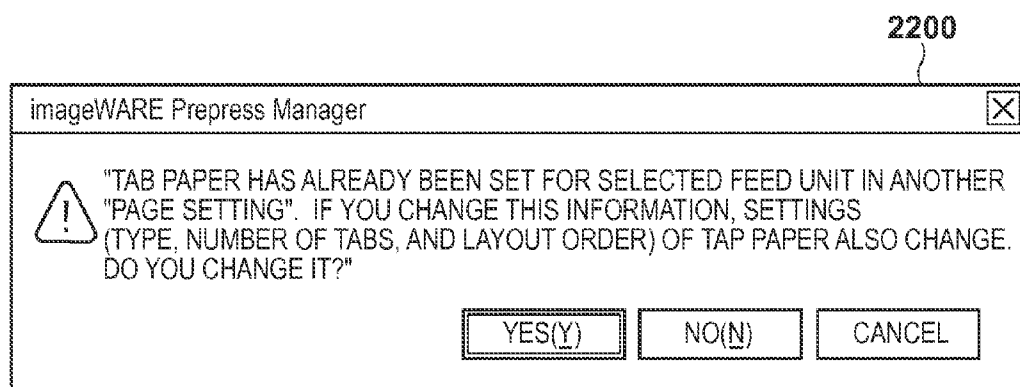 2200
imageWARE Prepress Manager
"TAB PAPER HAS ALREADY BEEN SET FOR SELECTED FEED UNIT IN ANOTHER
"PAGE SETTING". IF YOU CHANGE THIS INFORMATION, SETTINGS
(TYPE, NUMBER OF TABS, AND LAYOUT ORDER) OF TAP PAPER ALSO CHANGE.
DO YOU CHANGE IT?"
YES(Y) NO(N) CANCEL